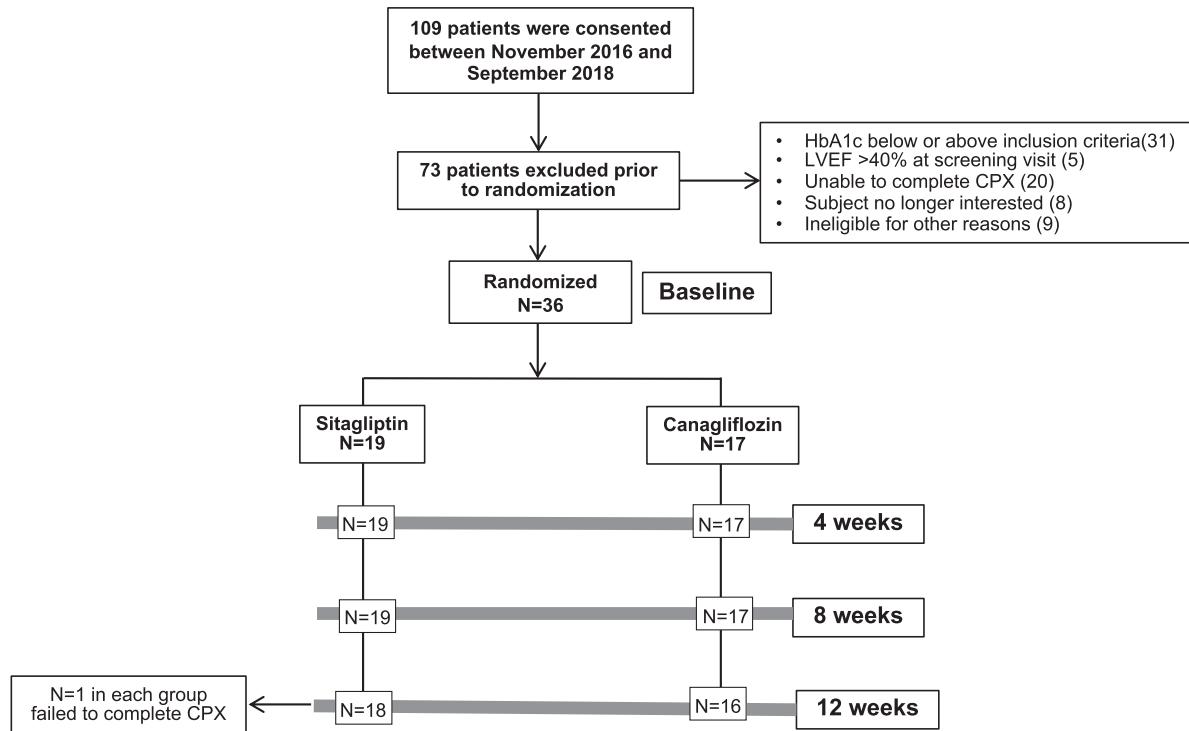 109 patients were consented
between November 2016 and
September 2018
73 patients excluded prior
to randomization
• HbA1c below or above inclusion criteria(31)
• LVEF >40% at screening visit (5)
• Unable to complete CPX (20)
• Subject no longer interested (8)
• Ineligible for other reasons (9)
Randomized
N=36
Baseline
Sitagliptin
N=19
Canagliflozin
N=17
N=19
N=17
4 weeks
N=19
N=17
8 weeks
N=1 in each group
failed to complete CPX
N=18
N=16
12 weeks